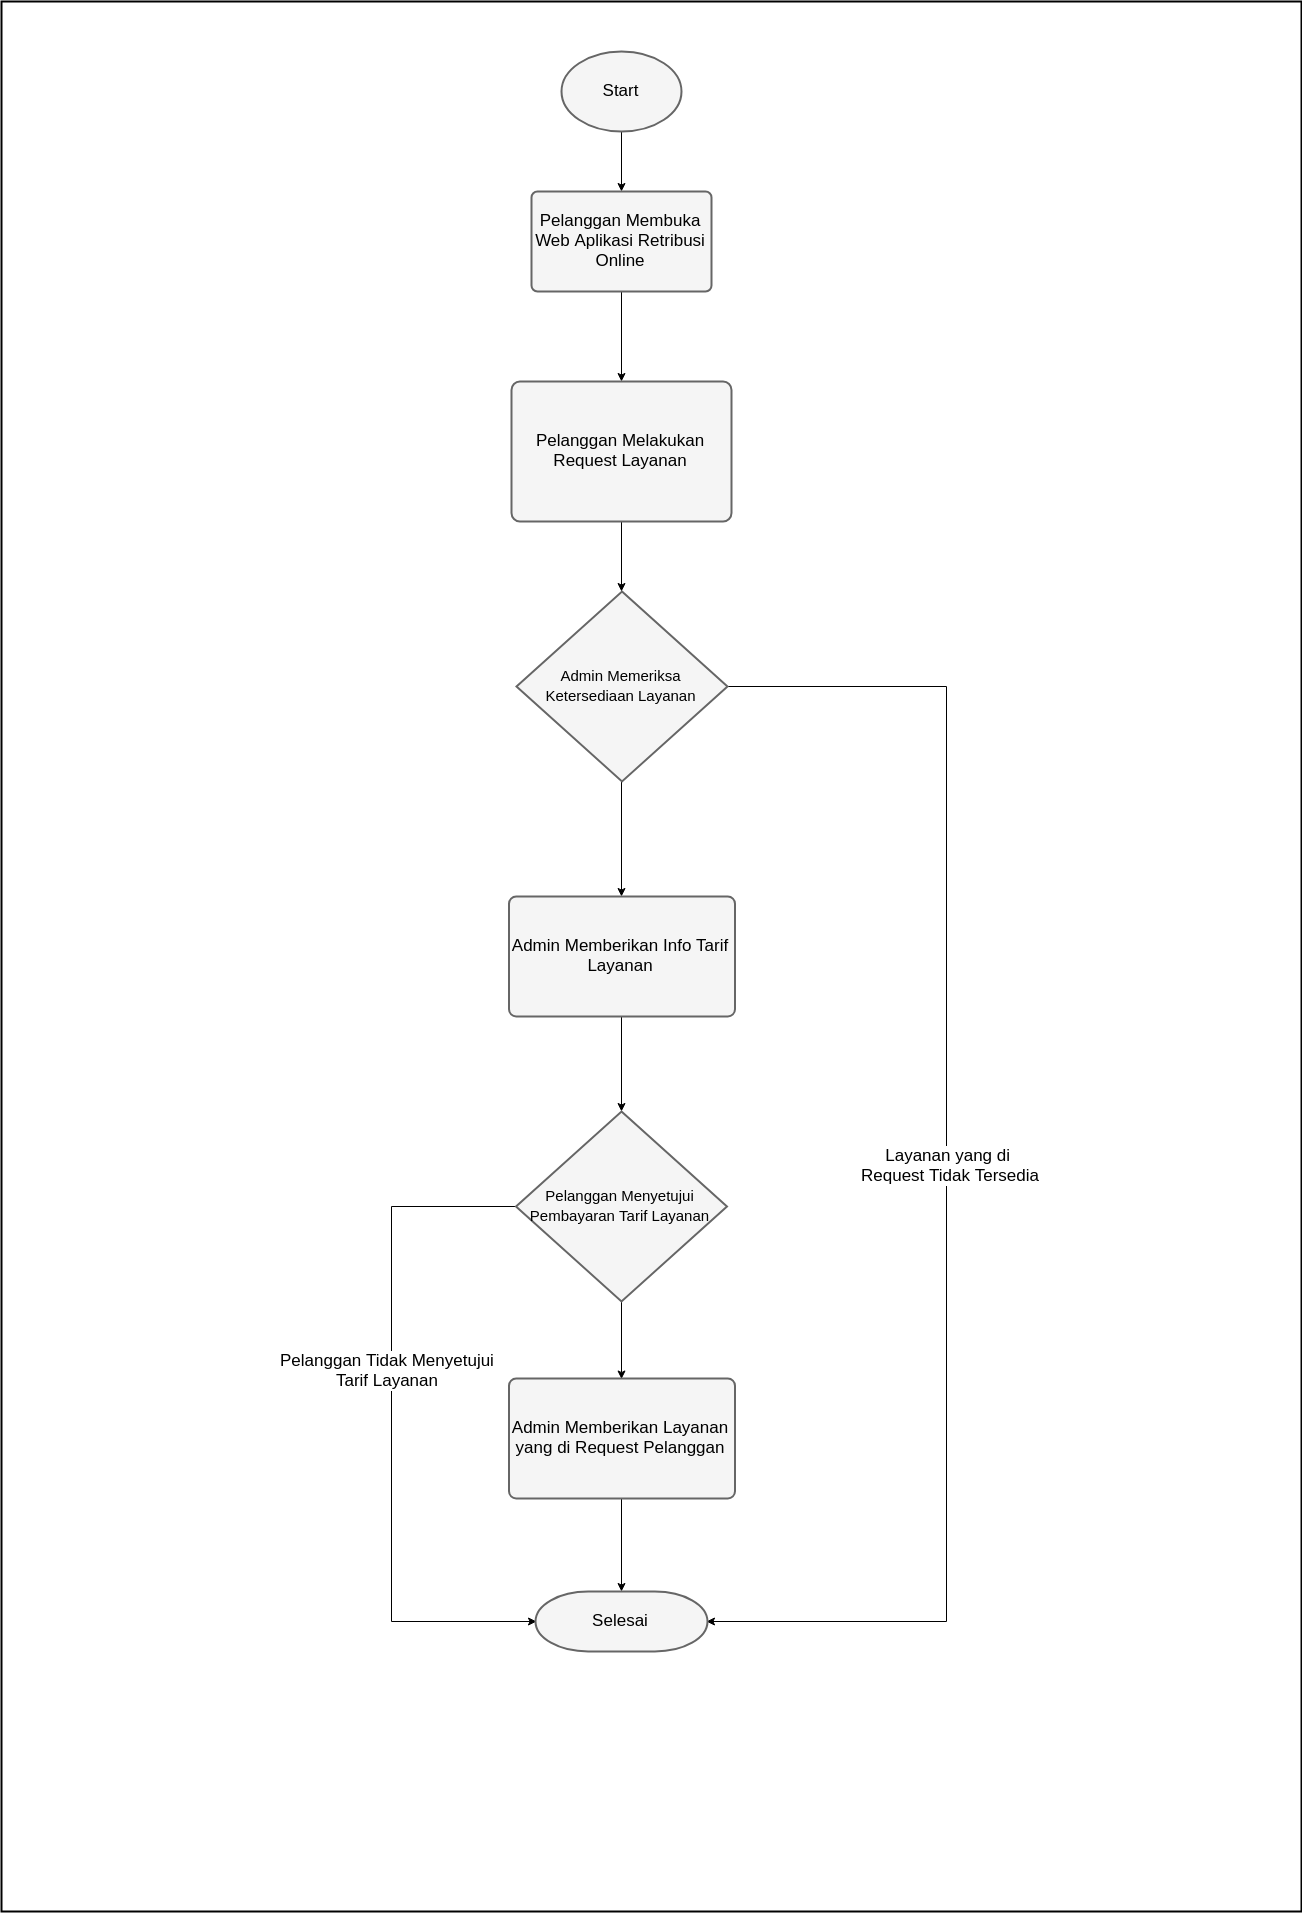 Start
Pelanggan Membuka
Web Aplikasi Retribusi
Online
Pelanggan Melakukan
Request Layanan
Admin Memeriksa
Ketersediaan Layanan
Admin Memberikan Info Tarif
Layanan
Layanan yang di
Request Tidak Tersedia
Pelanggan Menyetujui
Pembayaran Tarif Layanan
Pelanggan Tidak Menyetujui
Tarif Layanan
Admin Memberikan Layanan
yang di Request Pelanggan
Selesai